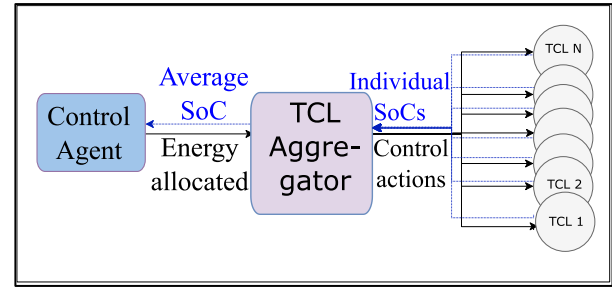 Control
Agent
Average
SoC
Energy
allocated
TCL
Aggre-
gator
Individual
SoCs
Control
actions
TCL N
TCL 2
TCL 1